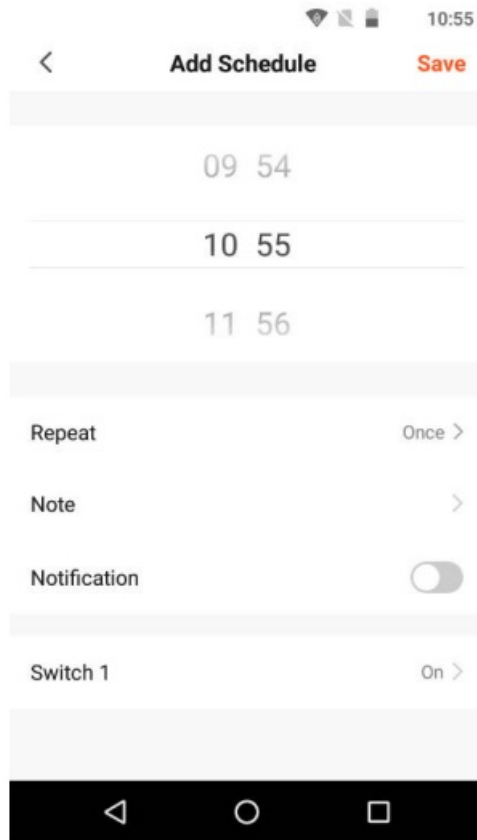 10:55
Add Schedule Save
09 54
10 55
11 56
Repeat Once
Note
Notification
Switch 1 On